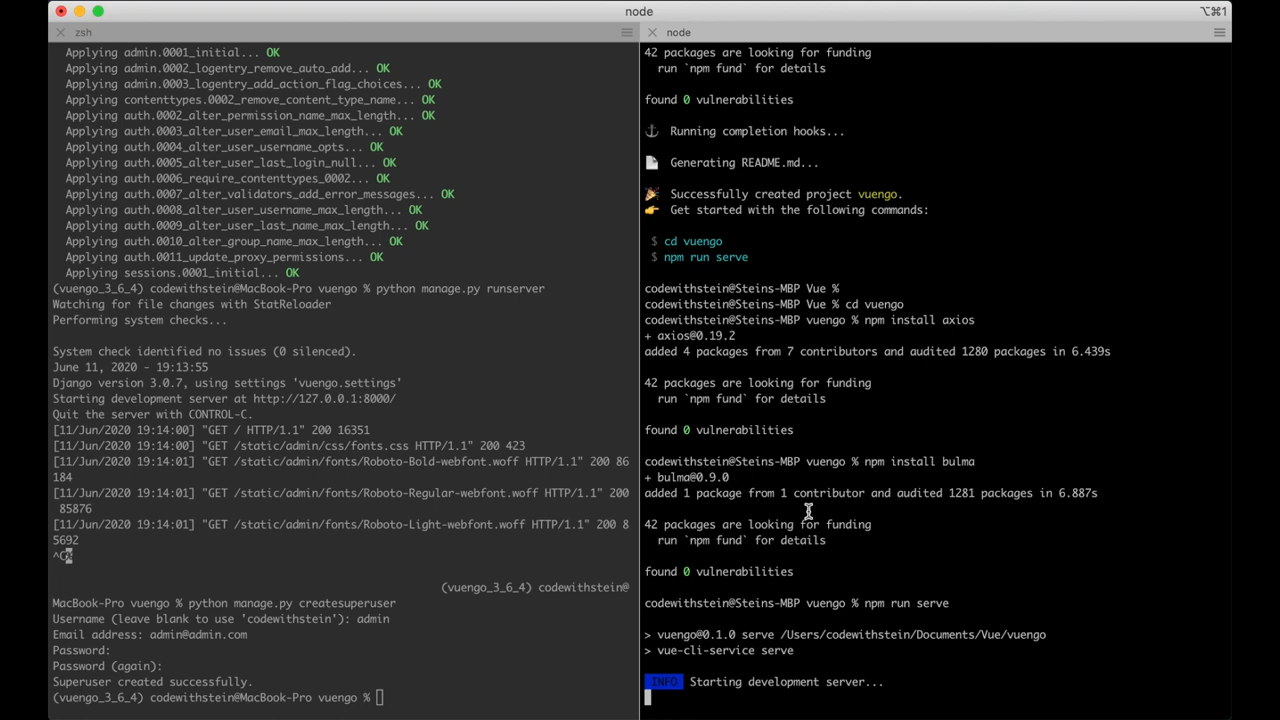 node
⌥⌘1
zsh
Applying admin.0001_initial... OK
Applying admin.0002_logentry_remove_auto_add... OK
Applying admin.0003_logentry_add_action_flag_choices... OK
Applying contenttypes.0002_remove_content_type_name... OK
Applying auth.0002_alter_permission_name_max_length... OK
Applying auth.0003_alter_user_email_max_length... OK
Applying auth.0004_alter_user_username_opts... OK
Applying auth.0005_alter_user_last_login_null... OK
Applying auth.0006_require_contenttypes_0002... OK
Applying auth.0007_alter_validators_add_error_messages... OK
Applying auth.0008_alter_user_username_max_length... OK
Applying auth.0009_alter_user_last_name_max_length... OK
Applying auth.0010_alter_group_name_max_length... OK
Applying auth.0011_update_proxy_permissions... OK
Applying sessions.0001_initial... OK
(vuengo_3_6_4) codewithstein@MacBook-Pro vuengo % python manage.py runserver
Watching for file changes with StatReloader
Performing system checks...
System check identified no issues (0 silenced).
June 11, 2020 - 19:13:55
Django version 3.0.7, using settings 'vuengo.settings'
Starting development server at http://127.0.0.1:8000/
Quit the server with CONTROL-C.
[11/Jun/2020 19:14:00] "GET / HTTP/1.1" 200 16351
[11/Jun/2020 19:14:00] "GET /static/admin/css/fonts.css HTTP/1.1" 200 423
[11/Jun/2020 19:14:01] "GET /static/admin/fonts/Roboto-Bold-webfont.woff HTTP/1.1" 200 86
184
[11/Jun/2020 19:14:01] "GET /static/admin/fonts/Roboto-Regular-webfont.woff HTTP/1.1" 200
85876
[11/Jun/2020 19:14:01] "GET /static/admin/fonts/Roboto-Light-webfont.woff HTTP/1.1" 200 8
5692
^C%
(vuengo_3_6_4) codewithstein@
MacBook-Pro vuengo % python manage.py createsuperuser
Username (leave blank to use 'codewithstein'): admin
Email address: admin@admin.com
Password:
Password (again):
Superuser created successfully.
(vuengo_3_6_4) codewithstein@MacBook-Pro vuengo %
node
42 packages are looking for funding
run `npm fund` for details
found 0 vulnerabilities
⚓ Running completion hooks...
📄 Generating README.md...
🎉 Successfully created project vuengo.
👉 Get started with the following commands:
$ cd vuengo
$ npm run serve
codewithstein@Steins-MBP Vue %
codewithstein@Steins-MBP Vue % cd vuengo
codewithstein@Steins-MBP vuengo % npm install axios
+ axios@0.19.2
added 4 packages from 7 contributors and audited 1280 packages in 6.439s
42 packages are looking for funding
run `npm fund` for details
found 0 vulnerabilities
codewithstein@Steins-MBP vuengo % npm install bulma
+ bulma@0.9.0
added 1 package from 1 contributor and audited 1281 packages in 6.887s
42 packages are looking for funding
run `npm fund` for details
found 0 vulnerabilities
codewithstein@Steins-MBP vuengo % npm run serve
> vuengo@0.1.0 serve /Users/codewithstein/Documents/Vue/vuengo
> vue-cli-service serve
INFO Starting development server...